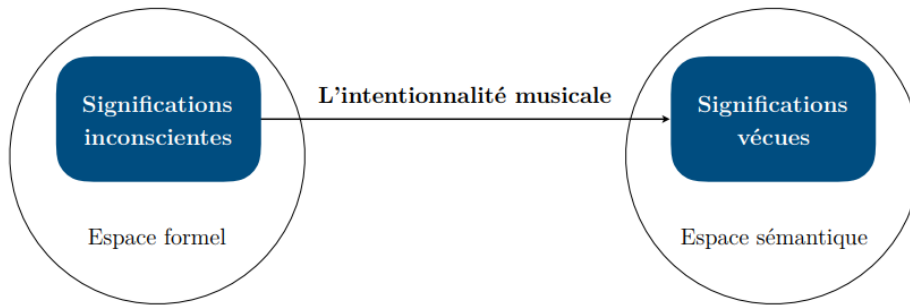 Significations
inconscientes
L'intentionnalité musicale
Significations
vécues
Espace formel
Espace sémantique